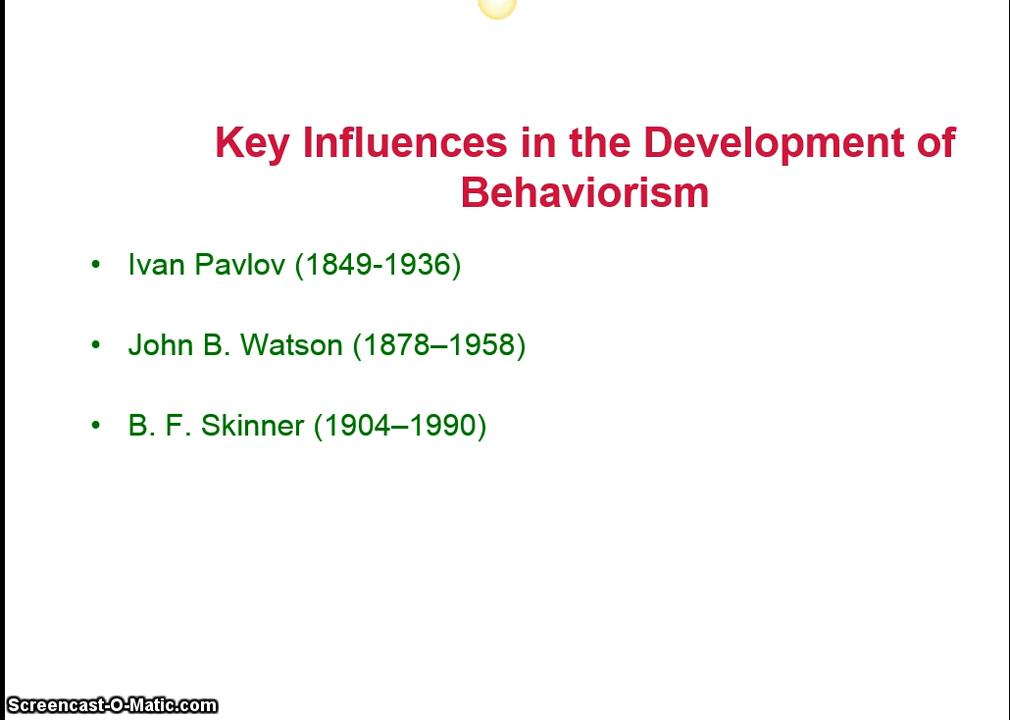 Key Influences in the Development of
Behaviorism
• Ivan Pavlov (1849-1936)
• John B. Watson (1878–1958)
• B. F. Skinner (1904–1990)
Screencast-O-Matic.com